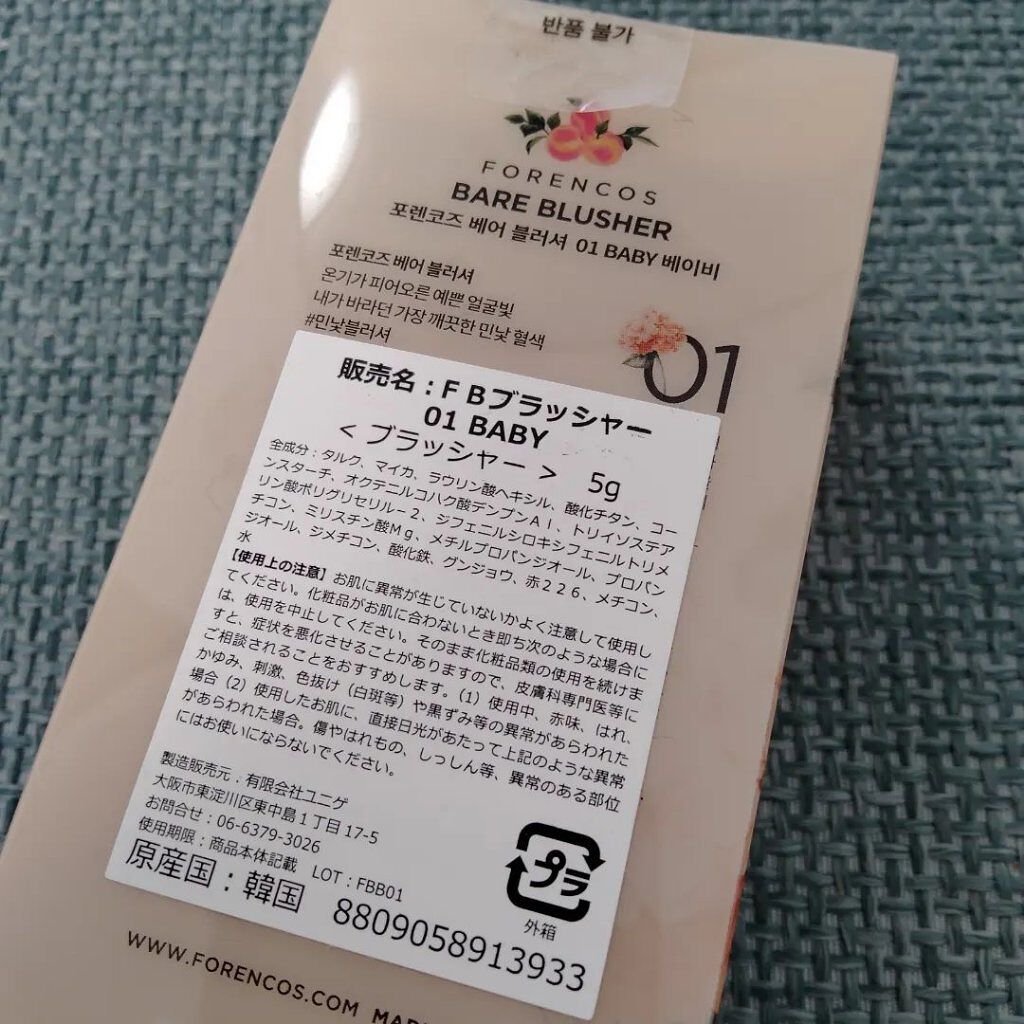 반품 불가
FORENCOS
BARE BLUSHER
포렌코즈 베어 블러셔 01 BABY 베이비
포렌코즈 베어 블러셔
온기가 피어오른 예쁜 얼굴빛
내가 바라던 가장 깨끗한 민낯 혈색
#민낯블러셔
01
販売名：ＦＢブラッシャー
01 BABY
＜ブラッシャー＞ 5g
全成分：タルク、マイカ、ラウリン酸ヘキシル、酸化チタン、コー
ンスターチ、オクテニルコハク酸デンプンＡｌ、トリイソステア
リン酸ポリグリセリル－２、ジフェニルシロキシフェニルトリメ
チコン、ミリスチン酸Ｍｇ、メチルプロパンジオール、プロパン
ジオール、ジメチコン、酸化鉄、グンジョウ、赤２２６、メチコン、
水
【使用上の注意】お肌に異常が生じていないかよく注意して使用し
てください。化粧品がお肌に合わないとき即ち次のような場合に
は、使用を中止してください。そのまま化粧品類の使用を続けま
すと、症状を悪化させることがありますので、皮膚科専門医等に
ご相談されることをおすすめします。（1）使用中、赤味、はれ、
かゆみ、刺激、色抜け（白斑等）や黒ずみ等の異常があらわれた
場合（2）使用したお肌に、直接日光があたって上記のような異常
があらわれた場合。傷やはれもの、しっしん等、異常のある部位
にはお使いにならないでください。
製造販売元：有限会社ユニゲ
大阪市東淀川区東中島１丁目 17-5
お問合せ：06-6379-3026
使用期限：商品本体記載 LOT：FBB01
原産国：韓国 8809058913933
プラ
外箱
WWW.FORENCOS.COM